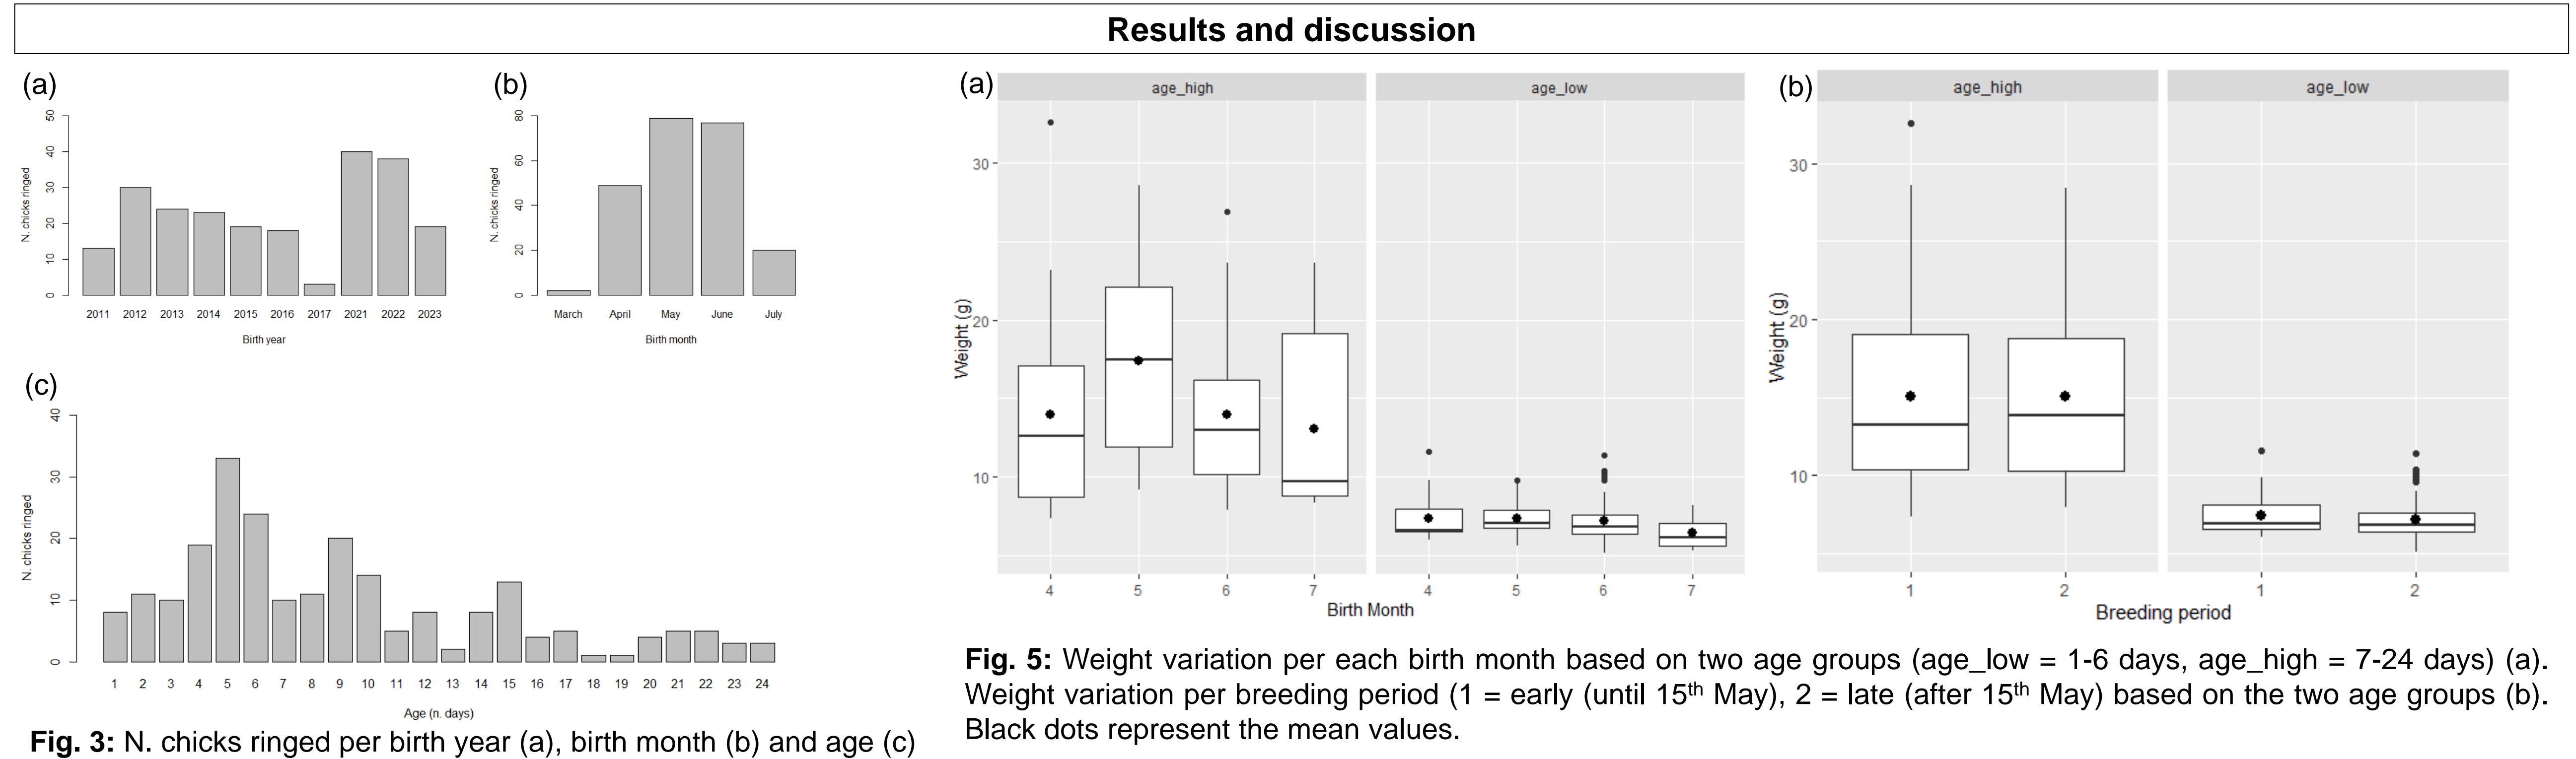 Results and discussion
(a)
50
40
30
20
10
0
N. chicks ringed
2011 2012 2013 2014 2015 2016 2017 2021 2022 2023
Birth year
(b)
80
60
40
20
0
N. chicks ringed
March April May June July
Birth month
(c)
40
30
20
10
0
N. chicks ringed
1 2 3 4 5 6 7 8 9 10 11 12 13 14 15 16 17 18 19 20 21 22 23 24
Age (n. days)
Fig. 3: N. chicks ringed per birth year (a), birth month (b) and age (c)
(a)
age_high age_low
30
20
10
Weight (g)
4 5 6 7 4 5 6 7
Birth Month
(b)
age_high age_low
30
20
10
Weight (g)
1 2 1 2
Breeding period
Fig. 5: Weight variation per each birth month based on two age groups (age_low = 1-6 days, age_high = 7-24 days) (a).
Weight variation per breeding period (1 = early (until 15th May), 2 = late (after 15th May) based on the two age groups (b).
Black dots represent the mean values.